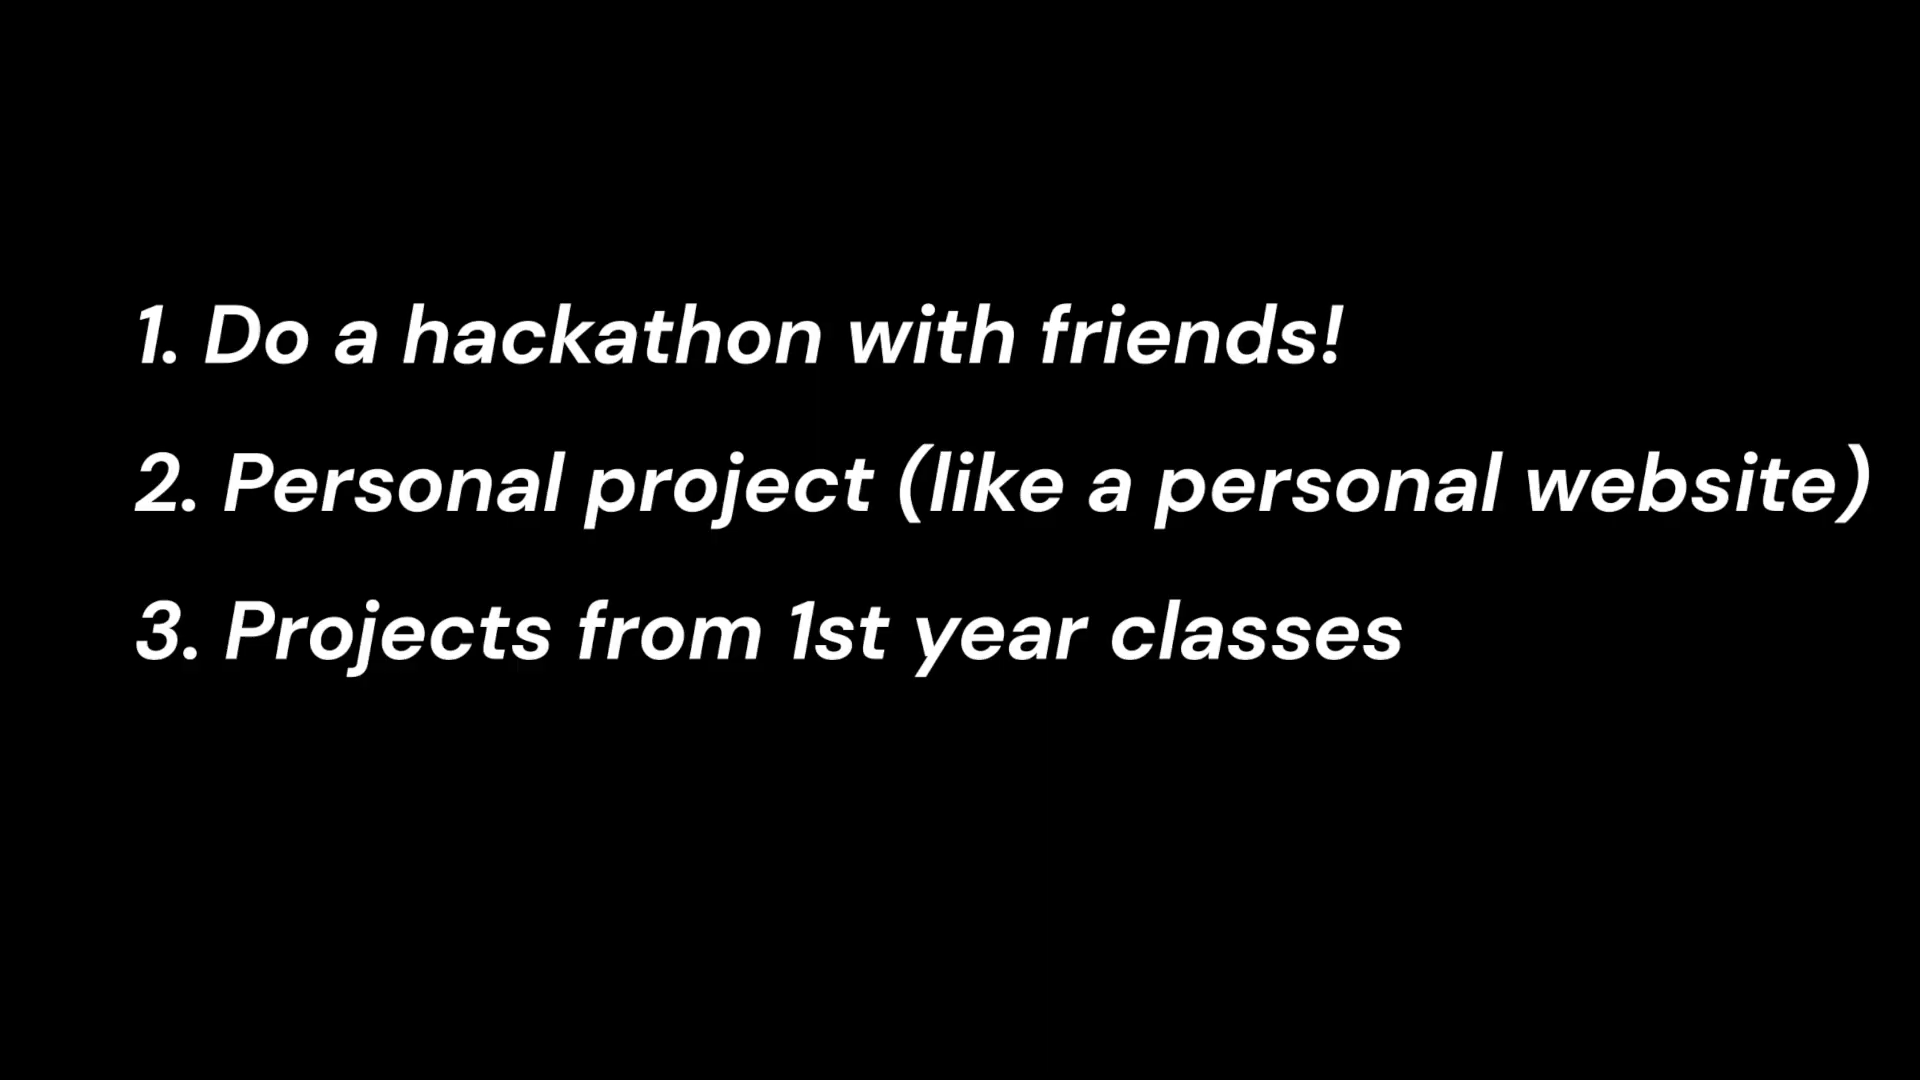 1. Do a hackathon with friends!
2. Personal project (like a personal website)
3. Projects from 1st year classes